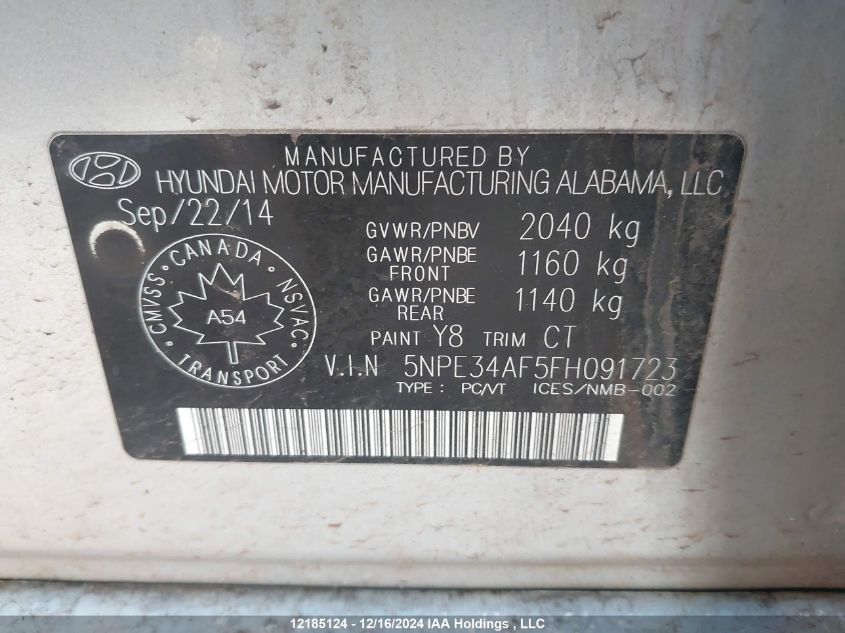 MANUFACTURED BY
HYUNDAI MOTOR MANUFACTURING ALABAMA, LLC
Sep/22/14
GVWR/PNBV 2040 kg
GAWR/PNBE FRONT 1160 kg
GAWR/PNBE REAR 1140 kg
PAINT Y8 TRIM CT
V.I.N 5NPE34AF5FH091723
TYPE : PC/VT ICES/NMB-002
CANADA
CMVSS · NSVAC
A54
TRANSPORT
12185124 - 12/16/2024 IAA Holdings , LLC